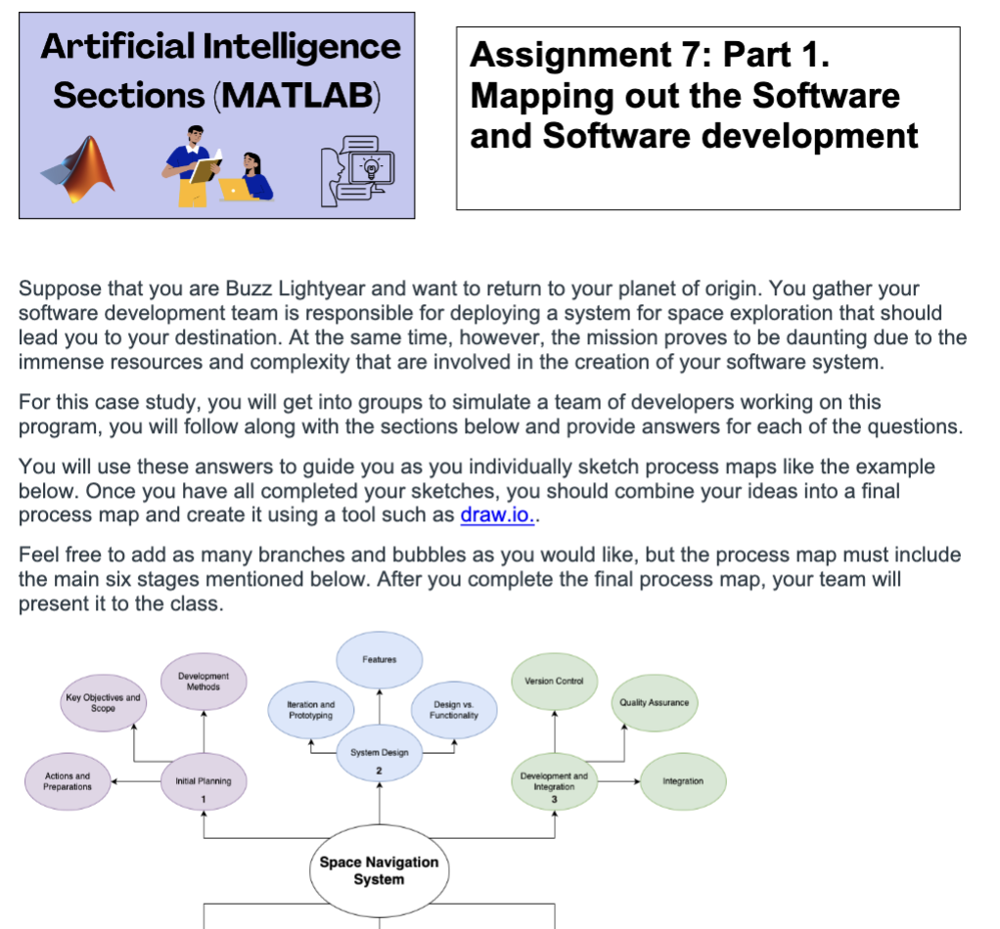 Artificial Intelligence
Sections (MATLAB)
Assignment 7: Part 1.
Mapping out the Software
and Software development
Suppose that you are Buzz Lightyear and want to return to your planet of origin. You gather your
software development team is responsible for deploying a system for space exploration that should
lead you to your destination. At the same time, however, the mission proves to be daunting due to the
immense resources and complexity that are involved in the creation of your software system.
For this case study, you will get into groups to simulate a team of developers working on this
program, you will follow along with the sections below and provide answers for each of the questions.
You will use these answers to guide you as you individually sketch process maps like the example
below. Once you have all completed your sketches, you should combine your ideas into a final
process map and create it using a tool such as draw.io..
Feel free to add as many branches and bubbles as you would like, but the process map must include
the main six stages mentioned below. After you complete the final process map, your team will
present it to the class.
Key Objectives and
Scope
Development
Methods
Actions and
Preparations
Initial Planning
1
Features
Iteration and
Prototyping
Design vs.
Functionality
System Design
2
Version Control
Quality Assurance
Development and
Integration
3
Integration
Space Navigation
System